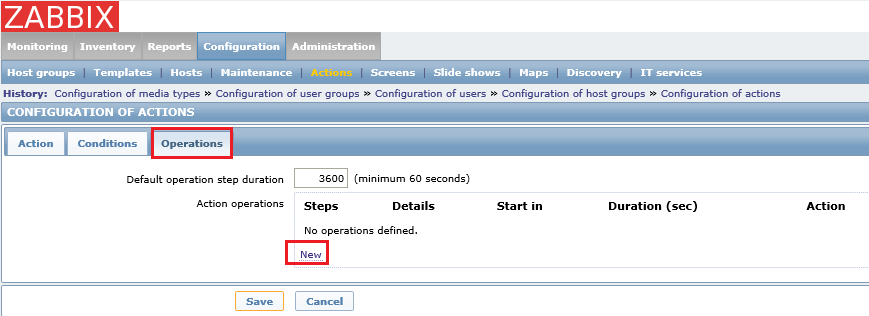 ZABBIX
Monitoring Inventory Reports Configuration Administration
Host groups | Templates | Hosts | Maintenance | Actions | Screens | Slide shows | Maps | Discovery | IT services
History: Configuration of media types » Configuration of user groups » Configuration of users » Configuration of host groups » Configuration of actions
CONFIGURATION OF ACTIONS
Action Conditions Operations
Default operation step duration 3600 (minimum 60 seconds)
Action operations Steps Details Start in Duration (sec) Action
No operations defined.
New
Save Cancel